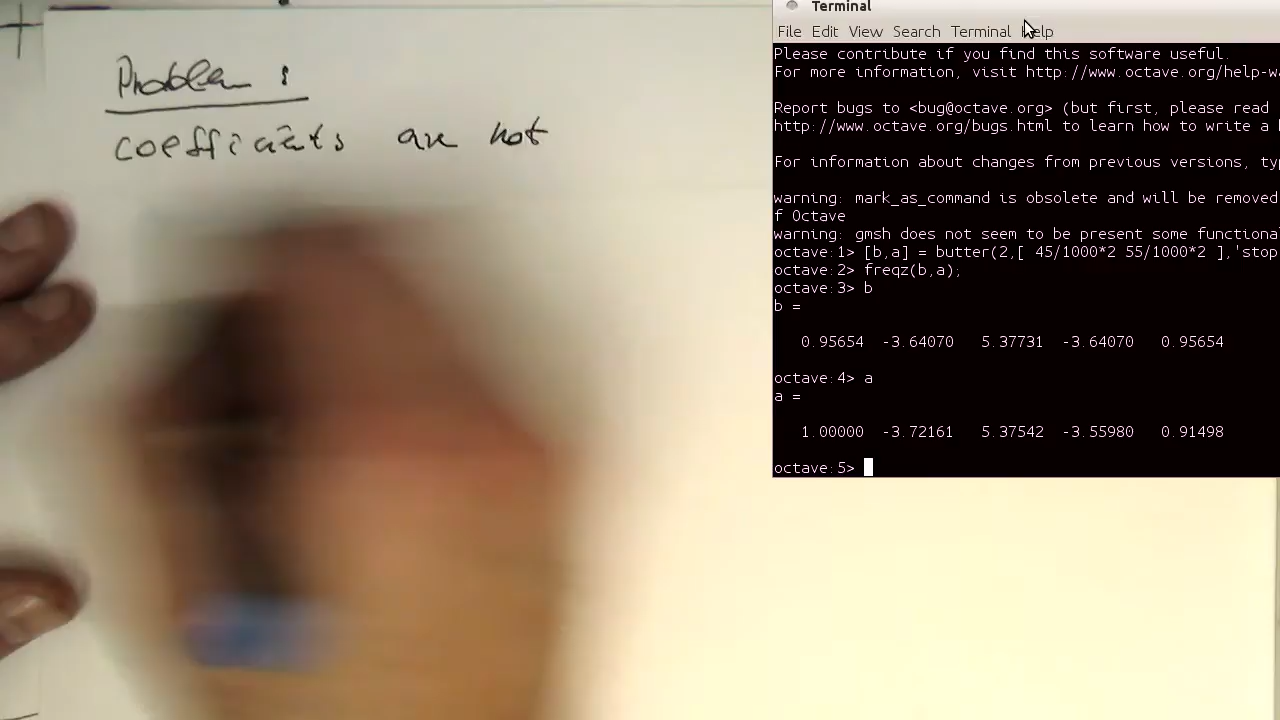 Problem :
coefficients are not
Terminal
File Edit View Search Terminal Help
Please contribute if you find this software useful.
For more information, visit http://www.octave.org/help-wa
Report bugs to <bug@octave.org> (but first, please read
http://www.octave.org/bugs.html to learn how to write a
For information about changes from previous versions, typ
warning: mark_as_command is obsolete and will be removed
f Octave
warning: gmsh does not seem to be present some functional
octave:1> [b,a] = butter(2,[ 45/1000*2 55/1000*2 ],'stop
octave:2> freqz(b,a);
octave:3> b
b =
0.95654 -3.64070 5.37731 -3.64070 0.95654
octave:4> a
a =
1.00000 -3.72161 5.37542 -3.55980 0.91498
octave:5>